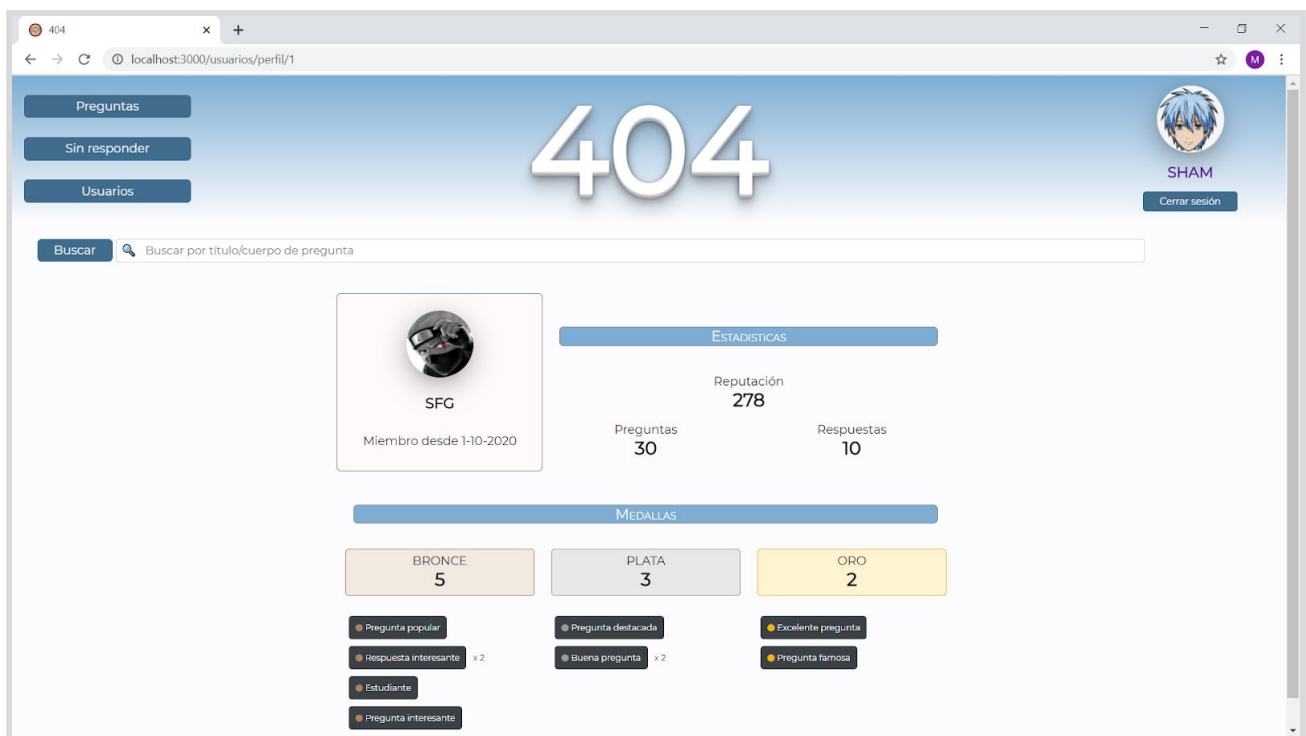 404
localhost:3000/usuarios/perfil/1
M
Preguntas
Sin responder
Usuarios
404
SHAM
Cerrar sesión
Buscar
Buscar por título/cuerpo de pregunta
SFG
Miembro desde 1-10-2020
Estadisticas
Reputación
278
Preguntas
30
Respuestas
10
Medallas
BRONCE
5
PLATA
3
ORO
2
Pregunta popular
Respuesta interesante x 2
Estudiante
Pregunta interesante
Pregunta destacada
Buena pregunta x 2
Excelente pregunta
Pregunta famosa